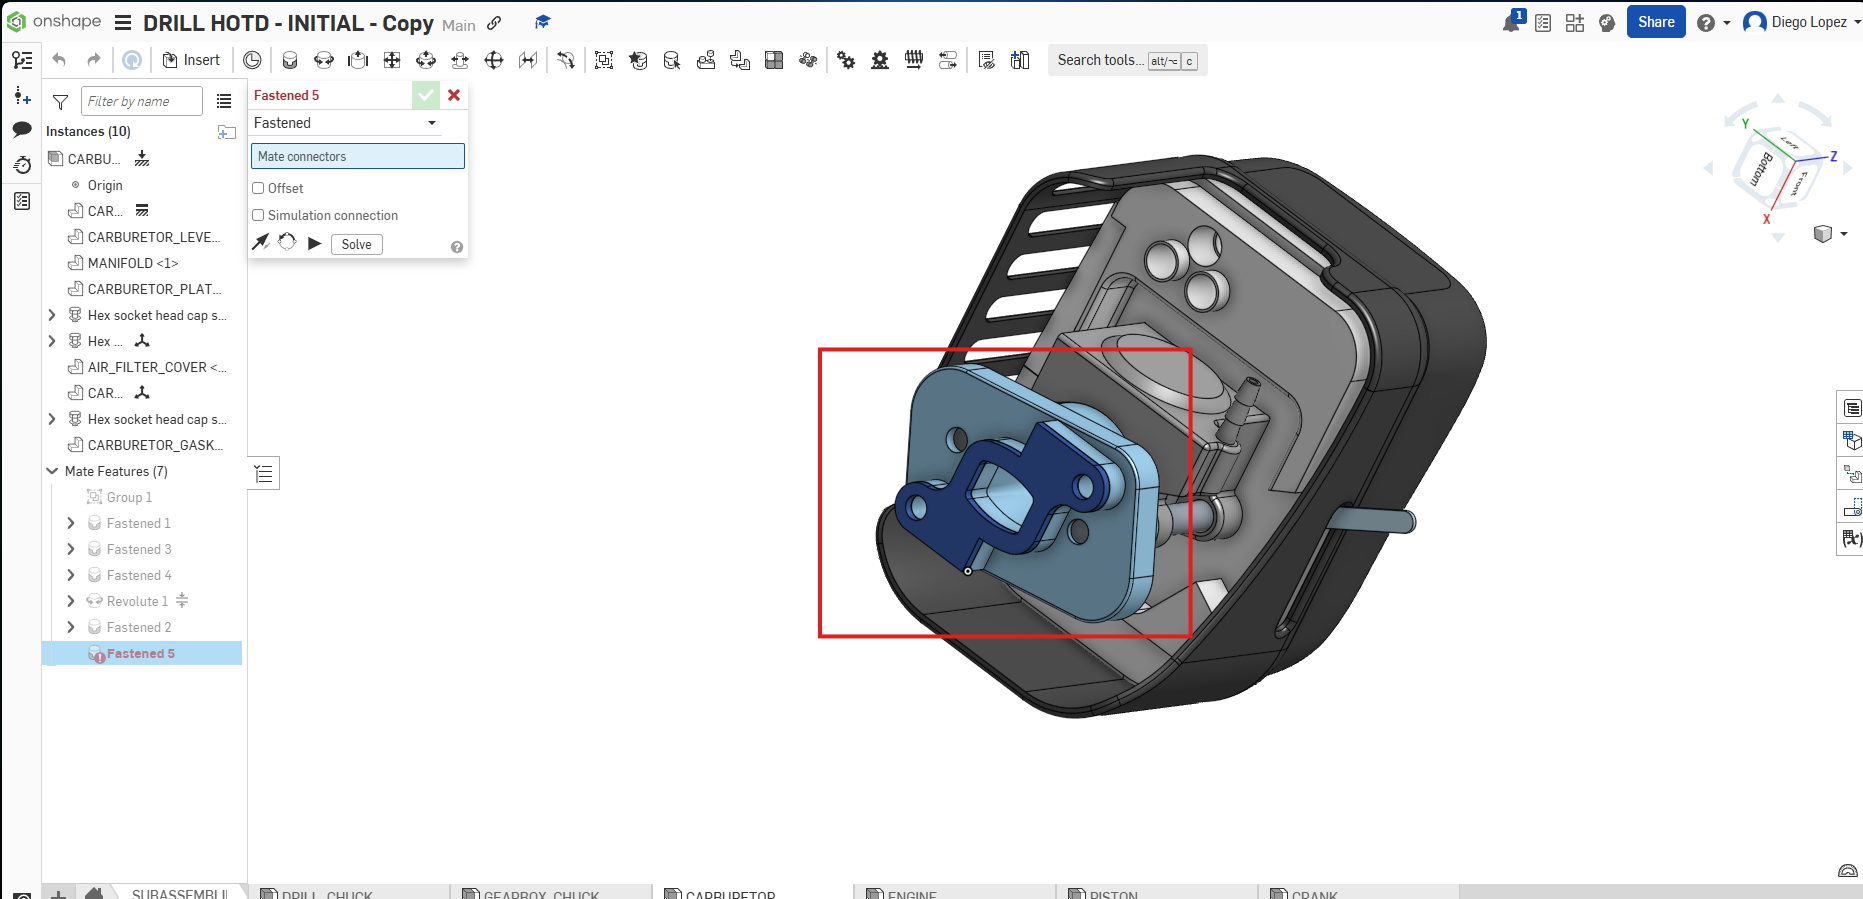 onshape DRILL HOTD - INITIAL - Copy Main 1 Share Diego Lopez
Insert Search tools... alt/⌥ c
Filter by name
Instances (10)
CARBU...
Origin
CAR...
CARBURETOR_LEVE...
MANIFOLD <1>
CARBURETOR_PLAT...
Hex socket head cap s...
Hex ...
AIR_FILTER_COVER <...
CAR...
Hex socket head cap s...
CARBURETOR_GASK...
Mate Features (7)
Group 1
Fastened 1
Fastened 3
Fastened 4
Revolute 1
Fastened 2
Fastened 5
Fastened 5
Fastened
Mate connectors
Offset
Simulation connection
Solve
Y
Z
X
Left
Bottom
Front
(x)
SUBASSEMBLI DRILL_CHUCK GEARBOX_CHUCK CARBURETOR ENGINE PISTON CRANK